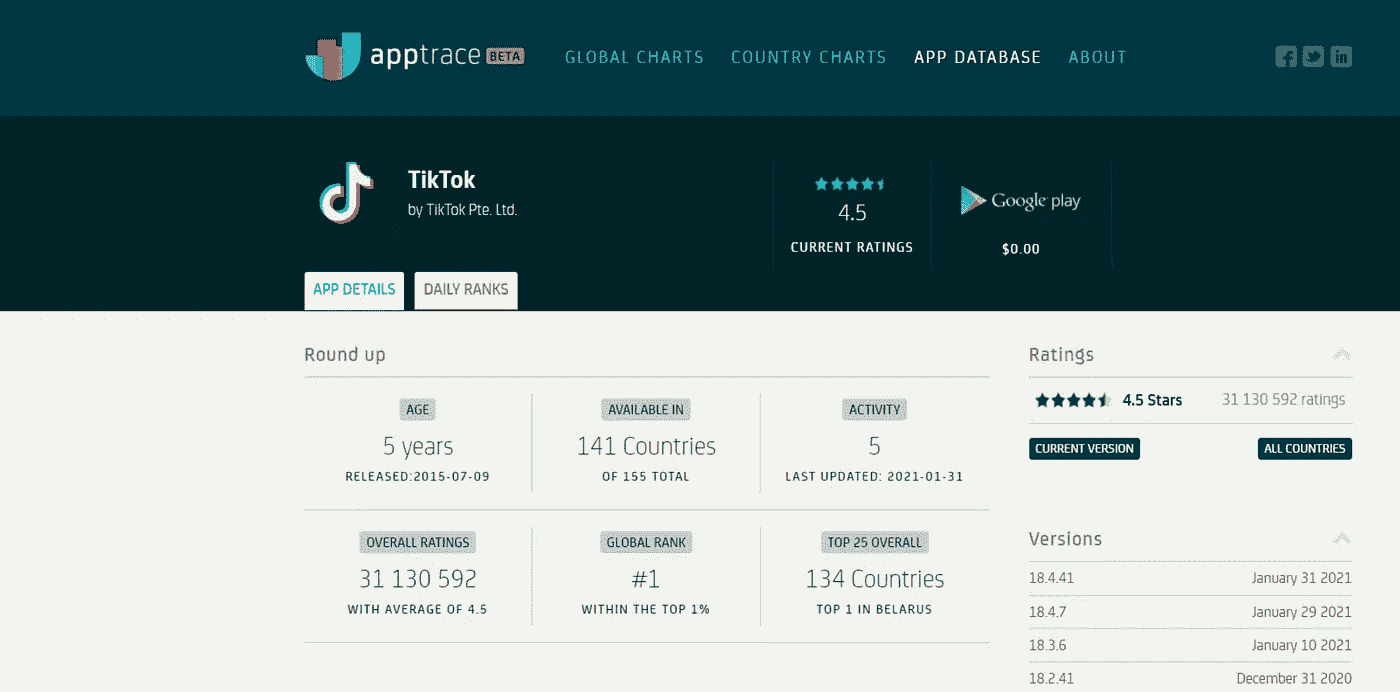 apptrace BETA
GLOBAL CHARTS COUNTRY CHARTS APP DATABASE ABOUT
TikTok
by TikTok Pte. Ltd.
4.5
CURRENT RATINGS
Google play
$0.00
APP DETAILS DAILY RANKS
Round up
AGE
5 years
RELEASED:2015-07-09
AVAILABLE IN
141 Countries
OF 155 TOTAL
ACTIVITY
5
LAST UPDATED: 2021-01-31
OVERALL RATINGS
31 130 592
WITH AVERAGE OF 4.5
GLOBAL RANK
#1
WITHIN THE TOP 1%
TOP 25 OVERALL
134 Countries
TOP 1 IN BELARUS
Ratings
4.5 Stars 31 130 592 ratings
CURRENT VERSION ALL COUNTRIES
Versions
18.4.41 January 31 2021
18.4.7 January 29 2021
18.3.6 January 10 2021
18.2.41 December 31 2020